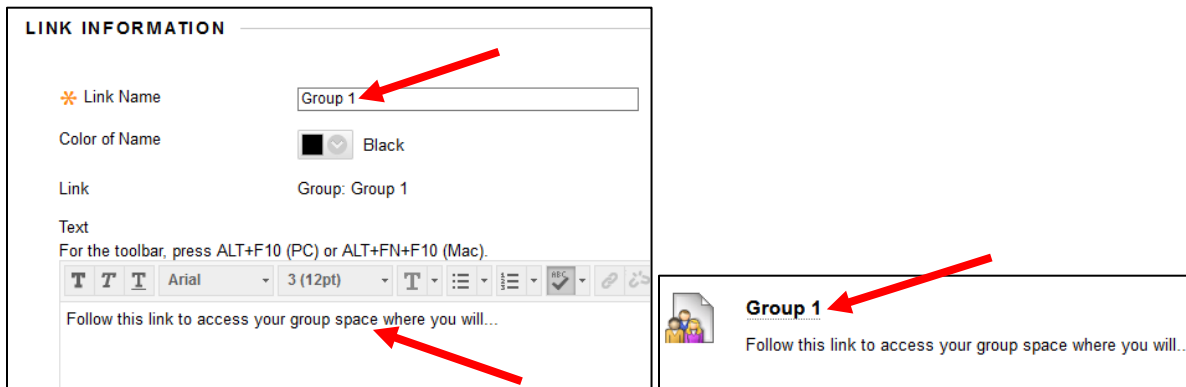 LINK INFORMATION
Link Name
Group 1
Color of Name
Black
Link
Group: Group 1
Text
For the toolbar, press ALT+F10 (PC) or ALT+FN+F10 (Mac).
T T T Arial 3 (12pt) T ABC
Follow this link to access your group space where you will...
Group 1
Follow this link to access your group space where you will...